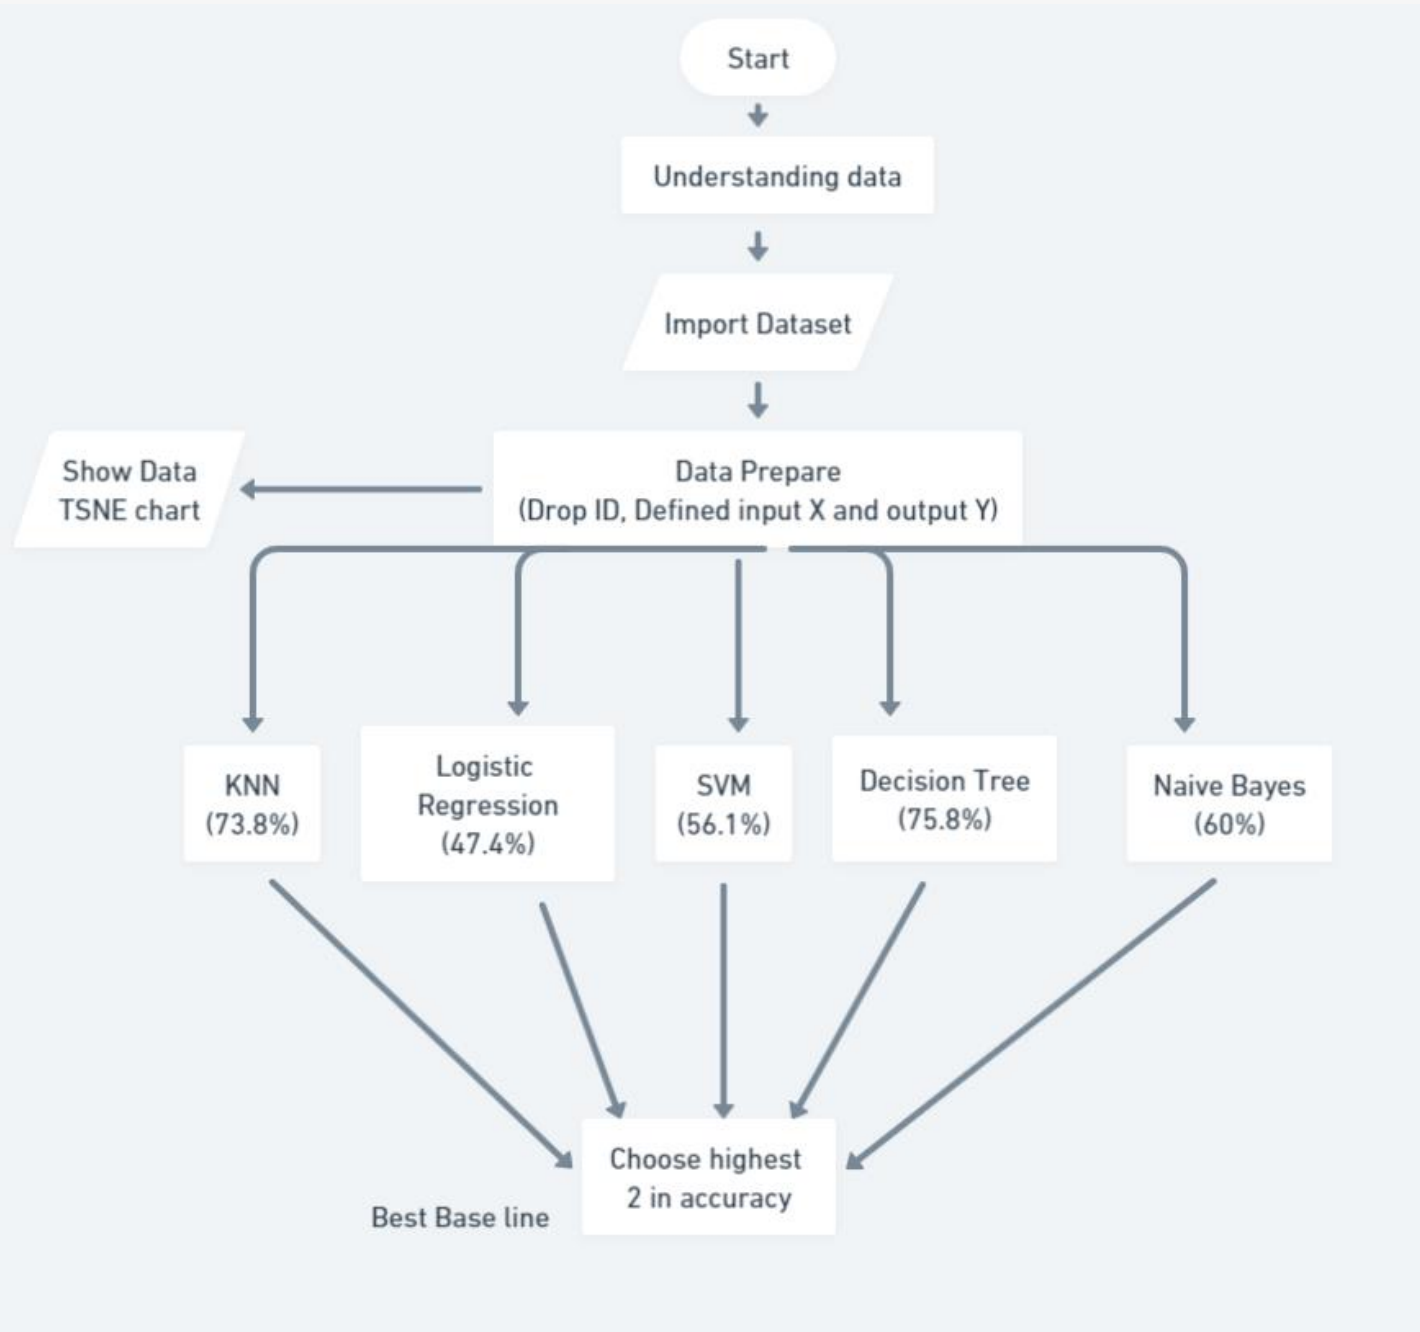 Start
Understanding data
Import Dataset
Show Data
TSNE chart
Data Prepare
(Drop ID, Defined input X and output Y)
KNN
(73.8%)
Logistic
Regression
(47.4%)
SVM
(56.1%)
Decision Tree
(75.8%)
Naive Bayes
(60%)
Choose highest
2 in accuracy
Best Base line